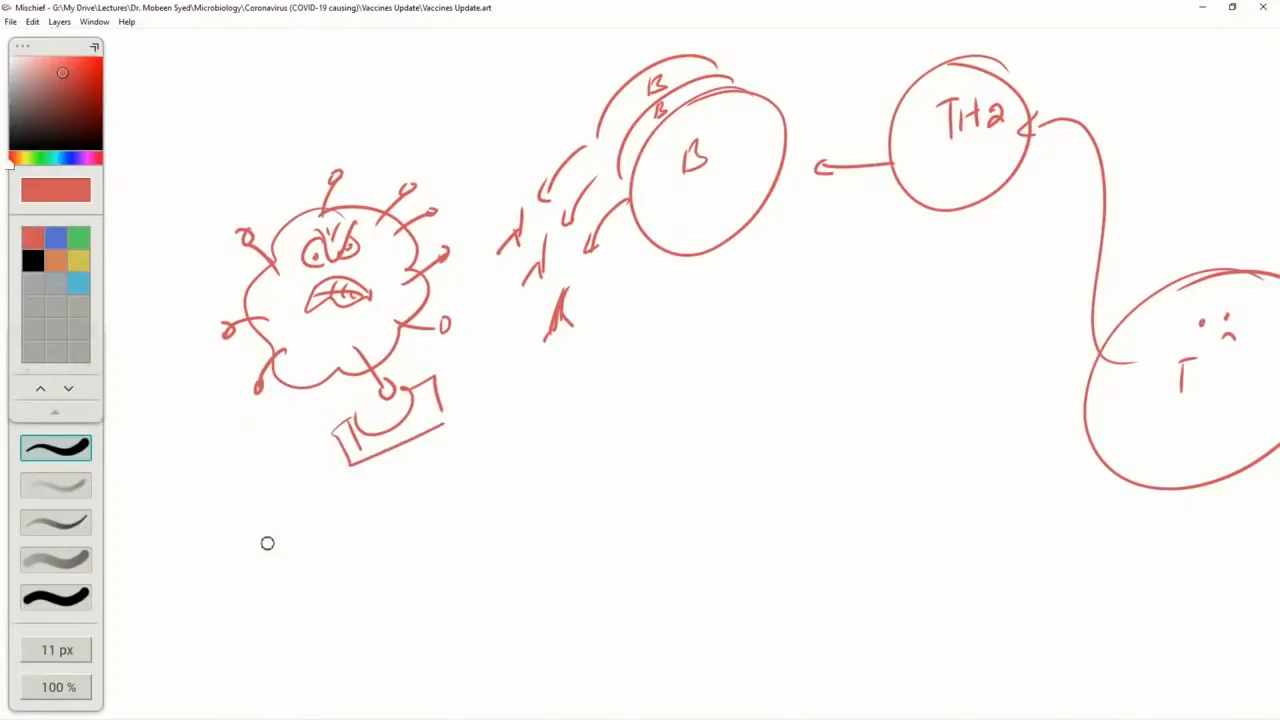 Mischief - G:\My Drive\Lectures\Dr. Mobeen Syed\Microbiology\Coronavirus (COVID-19 causing)\Vaccines Update\Vaccines Update.art
File Edit Layers Window Help
B
B
B
TH2
T
11 px
100 %